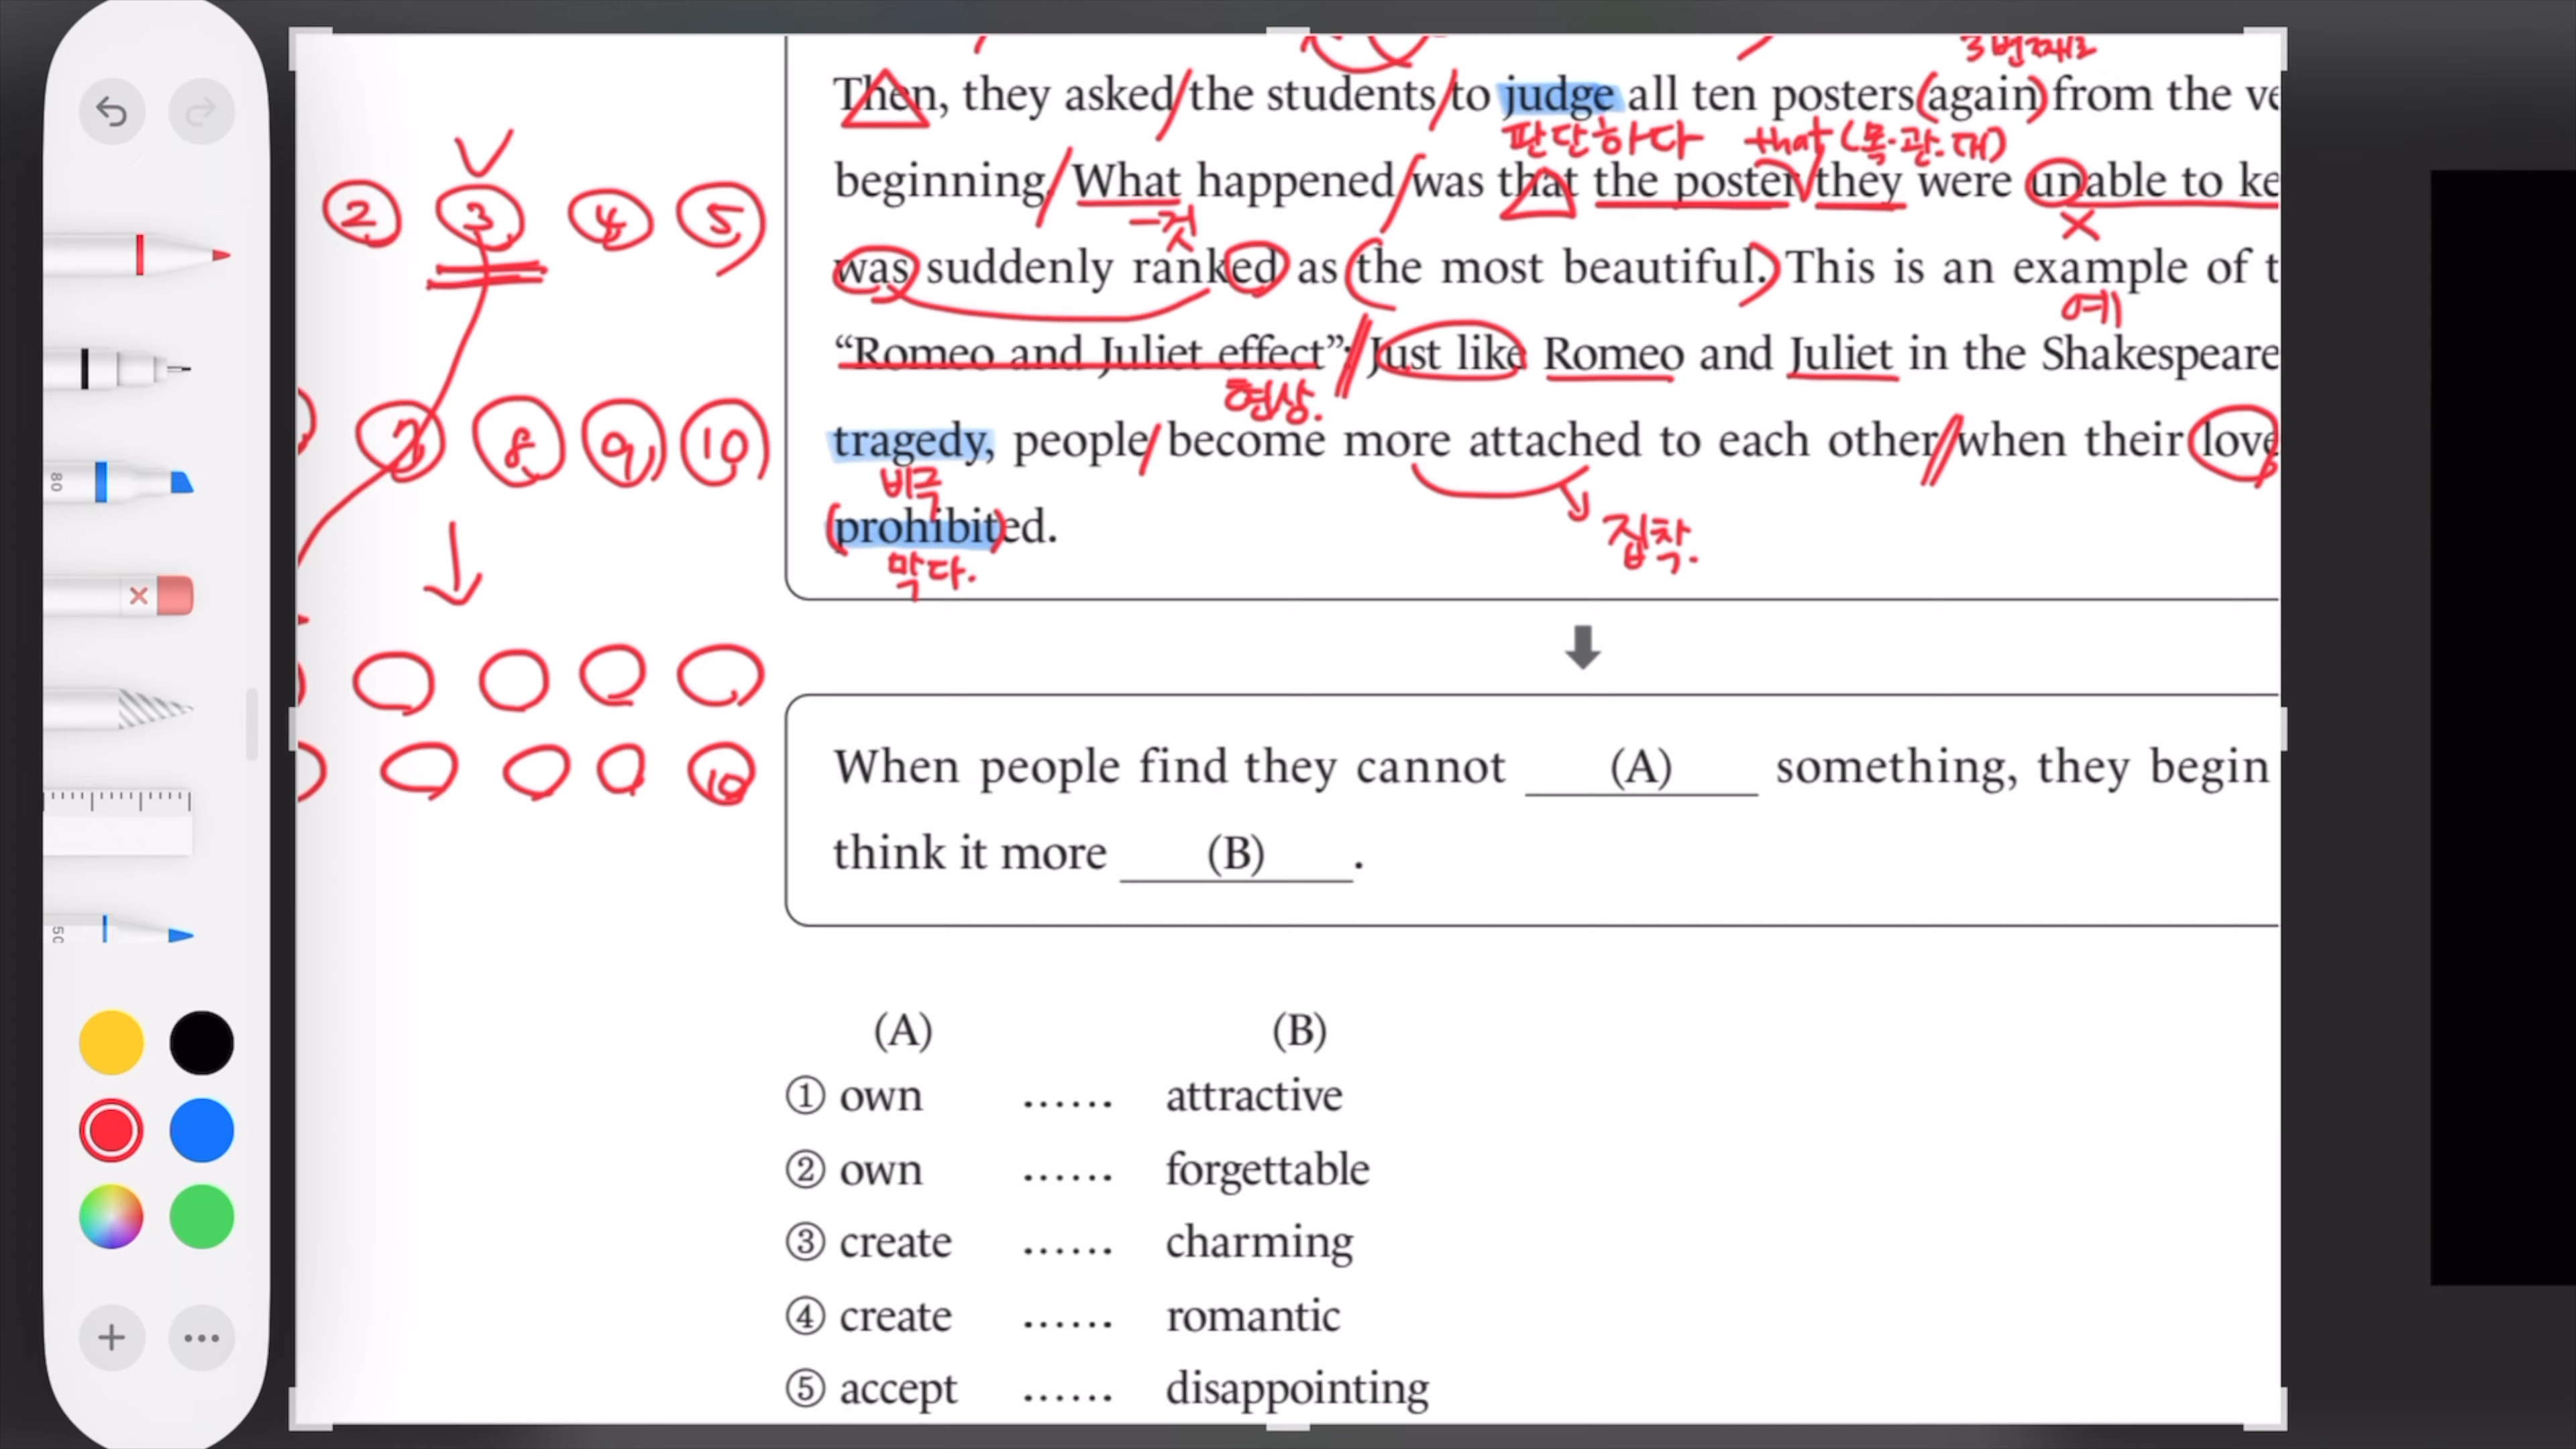 3번째로
Then, they asked the students to judge all ten posters (again) from the ve
판단하다 that (목·관·대)
beginning. What happened was that the poster they were unable to ke
-것
was suddenly ranked as the most beautiful. This is an example of t
예
“Romeo and Juliet effect”: Just like Romeo and Juliet in the Shakespeare
현상.
tragedy, people become more attached to each other when their love
비극
집착.
prohibited.
막다.
② ③ ④ ⑤
⑦ ⑧ ⑨ ⑩
⑩
When people find they cannot (A) something, they begin
think it more (B) .
(A) (B)
① own ...... attractive
② own ...... forgettable
③ create ...... charming
④ create ...... romantic
⑤ accept ...... disappointing
80
50